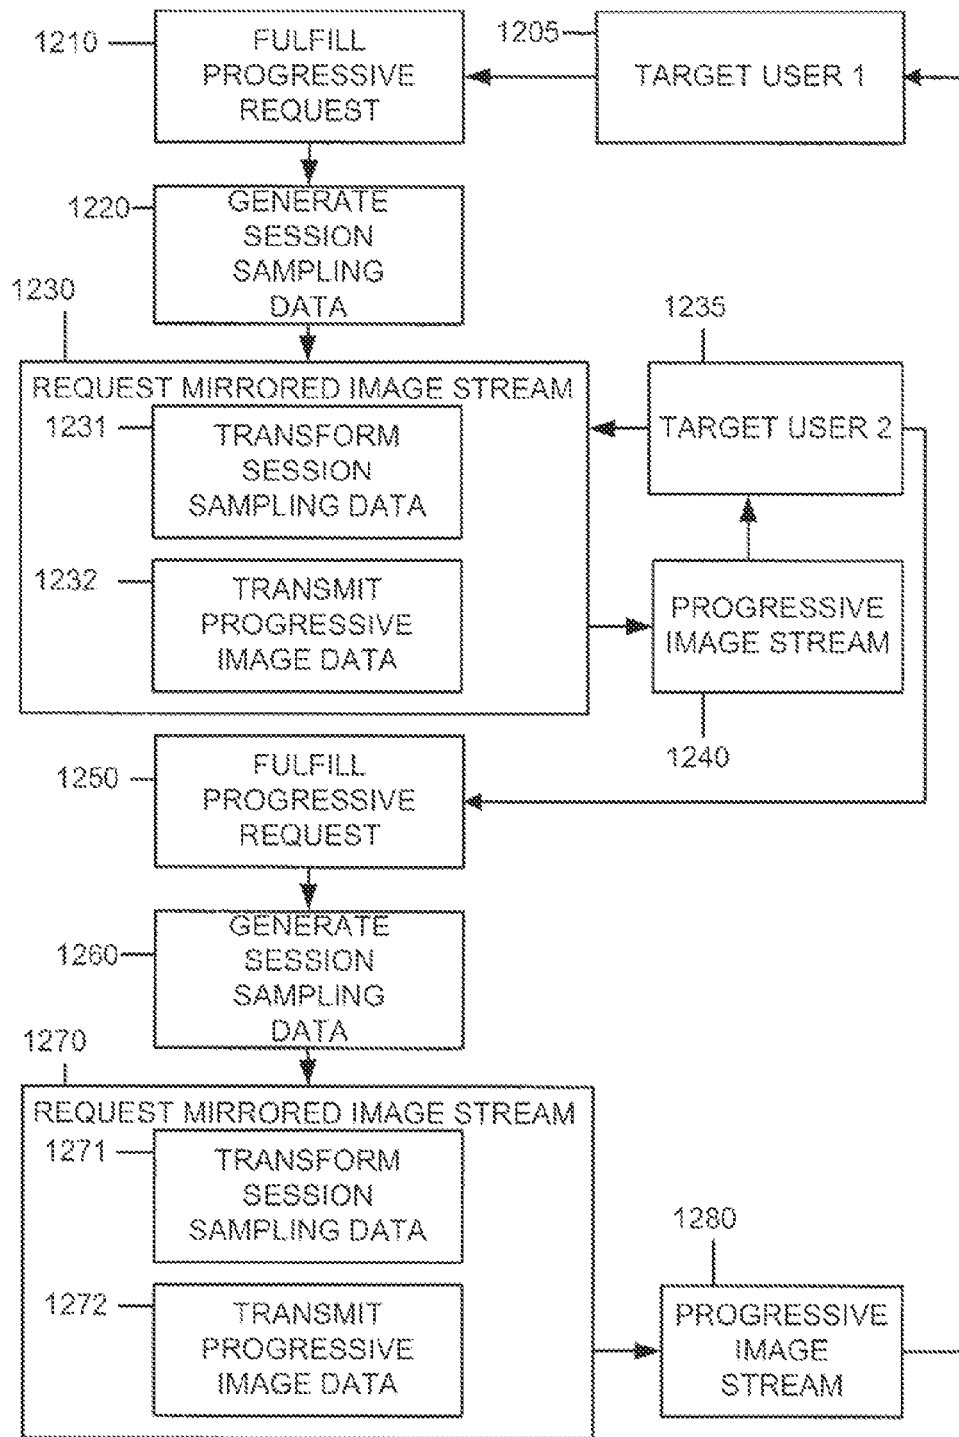 1210
FULFILL
PROGRESSIVE
REQUEST
1205
TARGET USER 1
1220
GENERATE
SESSION
SAMPLING
DATA
1230
REQUEST MIRRORED IMAGE STREAM
1231
TRANSFORM
SESSION
SAMPLING DATA
1232
TRANSMIT
PROGRESSIVE
IMAGE DATA
1235
TARGET USER 2
PROGRESSIVE
IMAGE STREAM
1240
1250
FULFILL
PROGRESSIVE
REQUEST
1260
GENERATE
SESSION
SAMPLING
DATA
1270
REQUEST MIRRORED IMAGE STREAM
1271
TRANSFORM
SESSION
SAMPLING DATA
1272
TRANSMIT
PROGRESSIVE
IMAGE DATA
1280
PROGRESSIVE
IMAGE
STREAM